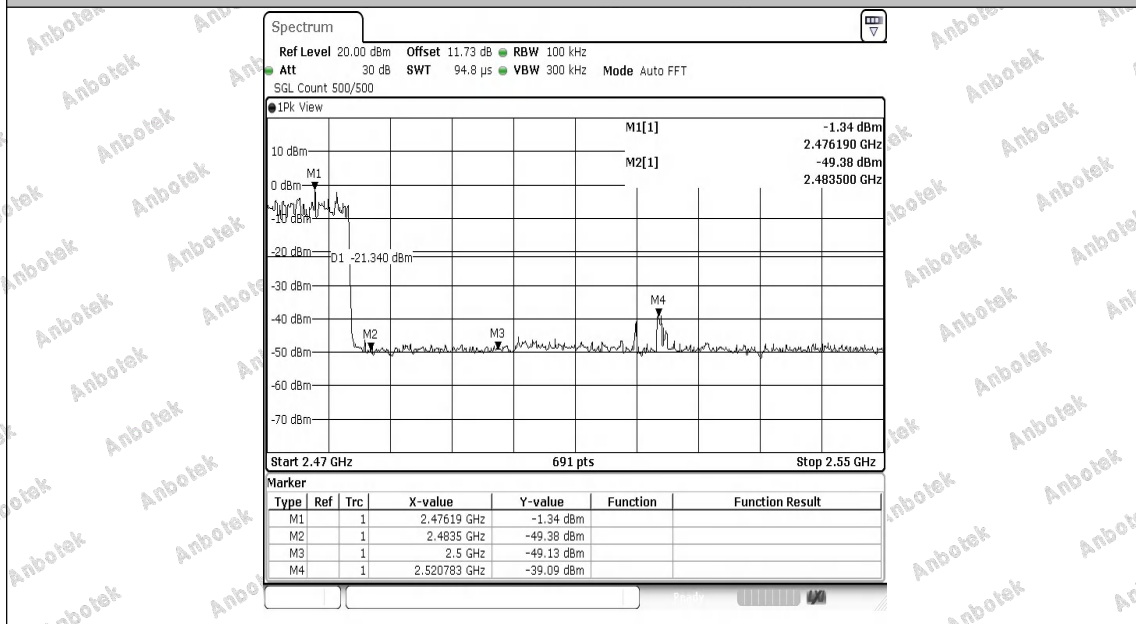 Spectrum
Ref Level 20.00 dBm Offset 11.73 dB RBW 100 kHz
Att 30 dB SWT 94.8 µs VBW 300 kHz Mode Auto FFT
SGL Count 500/500
1Pk View
M1[1] -1.34 dBm
2.476190 GHz
M2[1] -49.38 dBm
2.483500 GHz
10 dBm
M1
0 dBm
-10 dBm
-20 dBm
D1 -21.340 dBm
-30 dBm
M4
-40 dBm
M2 M3
-50 dBm
-60 dBm
-70 dBm
Start 2.47 GHz 691 pts Stop 2.55 GHz
Marker
Type Ref Trc X-value Y-value Function Function Result
M1 1 2.47619 GHz -1.34 dBm
M2 1 2.4835 GHz -49.38 dBm
M3 1 2.5 GHz -49.13 dBm
M4 1 2.520783 GHz -39.09 dBm
Anbotek